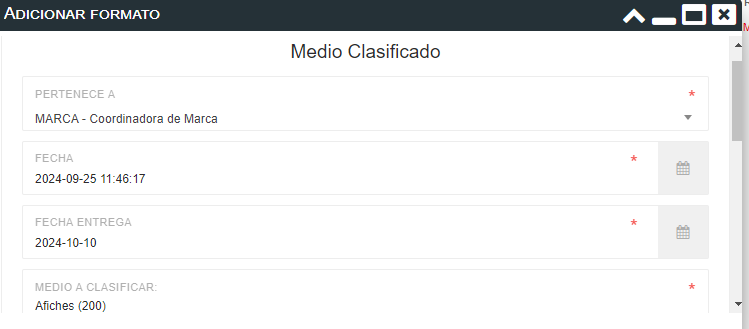 ADICIONAR FORMATO
Medio Clasificado
PERTENECE A *
MARCA - Coordinadora de Marca
FECHA *
2024-09-25 11:46:17
FECHA ENTREGA *
2024-10-10
MEDIO A CLASIFICAR: *
Afiches (200)